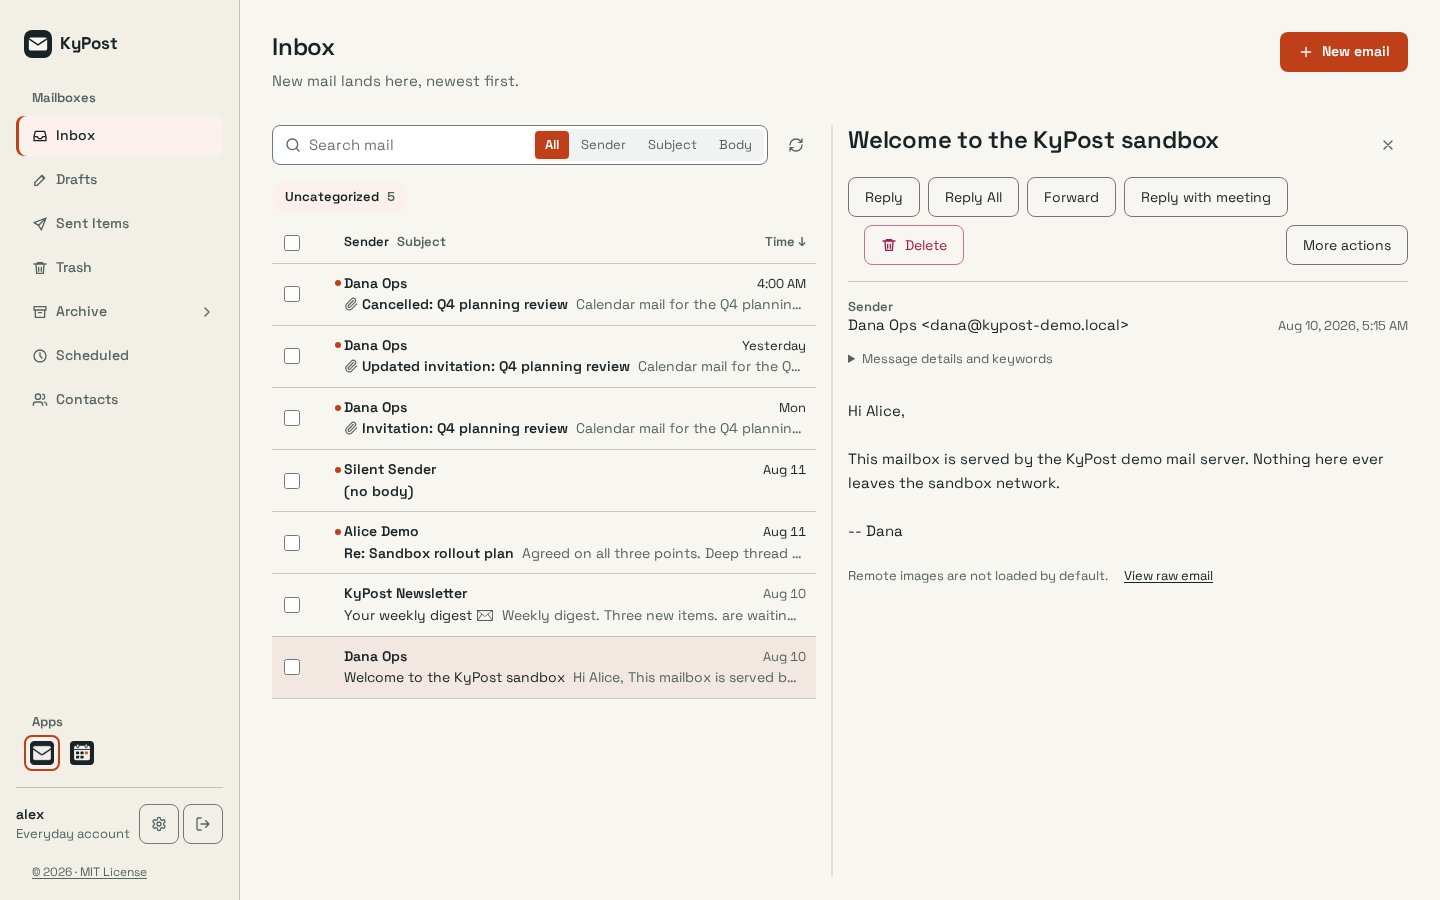 KyPost
Mailboxes
Inbox
Drafts
Sent Items
Trash
Archive
Scheduled
Contacts
Apps
alex
Everyday account
© 2026 · MIT License
Inbox
New mail lands here, newest first.
New email
Search mail
All Sender Subject Body
Uncategorized 5
Sender Subject Time ↓
Dana Ops 4:00 AM
Cancelled: Q4 planning review Calendar mail for the Q4 plannin…
Dana Ops Yesterday
Updated invitation: Q4 planning review Calendar mail for the Q…
Dana Ops Mon
Invitation: Q4 planning review Calendar mail for the Q4 plannin…
Silent Sender Aug 11
(no body)
Alice Demo Aug 11
Re: Sandbox rollout plan Agreed on all three points. Deep thread …
KyPost Newsletter Aug 10
Your weekly digest ✉ Weekly digest. Three new items. are waitin…
Dana Ops Aug 10
Welcome to the KyPost sandbox Hi Alice, This mailbox is served b…
Welcome to the KyPost sandbox
Reply Reply All Forward Reply with meeting
Delete More actions
Sender
Dana Ops <dana@kypost-demo.local> Aug 10, 2026, 5:15 AM
Message details and keywords
Hi Alice,
This mailbox is served by the KyPost demo mail server. Nothing here ever
leaves the sandbox network.
-- Dana
Remote images are not loaded by default. View raw email